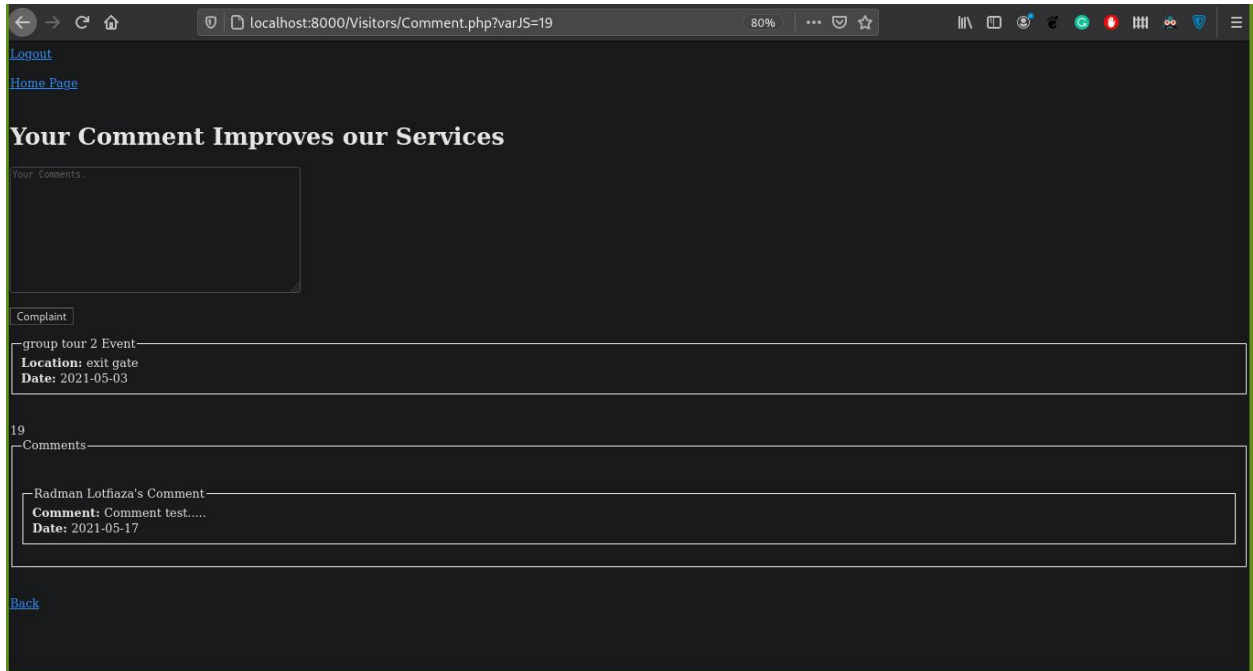 localhost:8000/Visitors/Comment.php?varJS=19 80%
Logout
Home Page
Your Comment Improves our Services
Your Comments.
Complaint
group tour 2 Event
Location: exit gate
Date: 2021-05-03
19
Comments
Radman Lotfiaza's Comment
Comment: Comment test.....
Date: 2021-05-17
Back